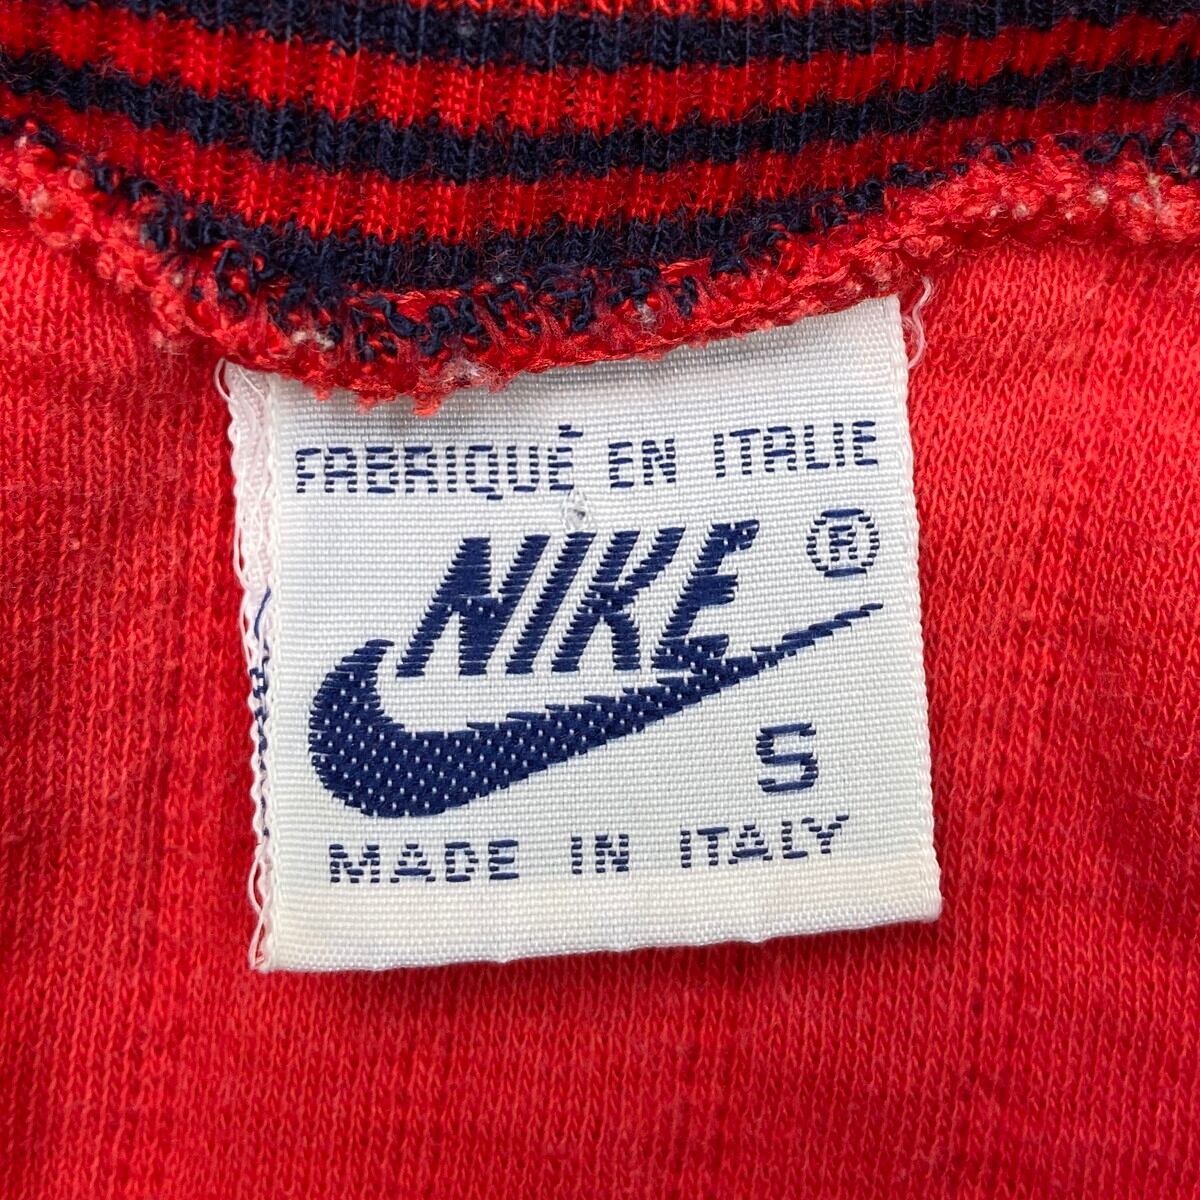 FABRIQUÉ EN ITALIE
NIKE ®
S
MADE IN ITALY